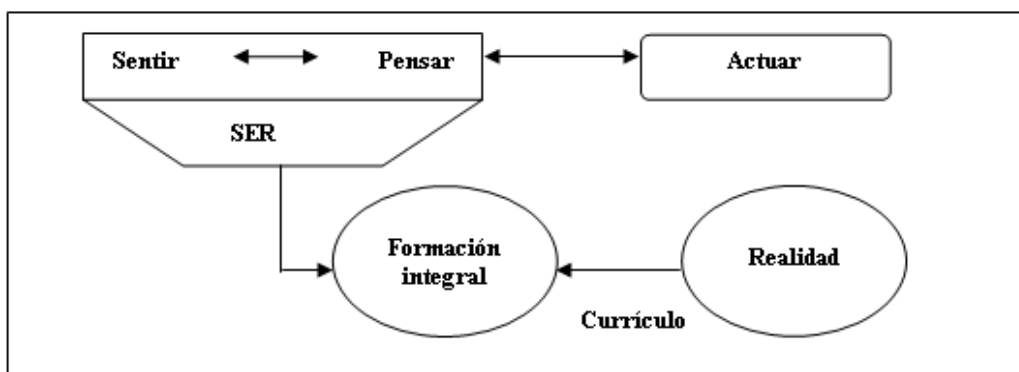 Sentir Pensar Actuar
SER
Formación
integral
Realidad
Currículo